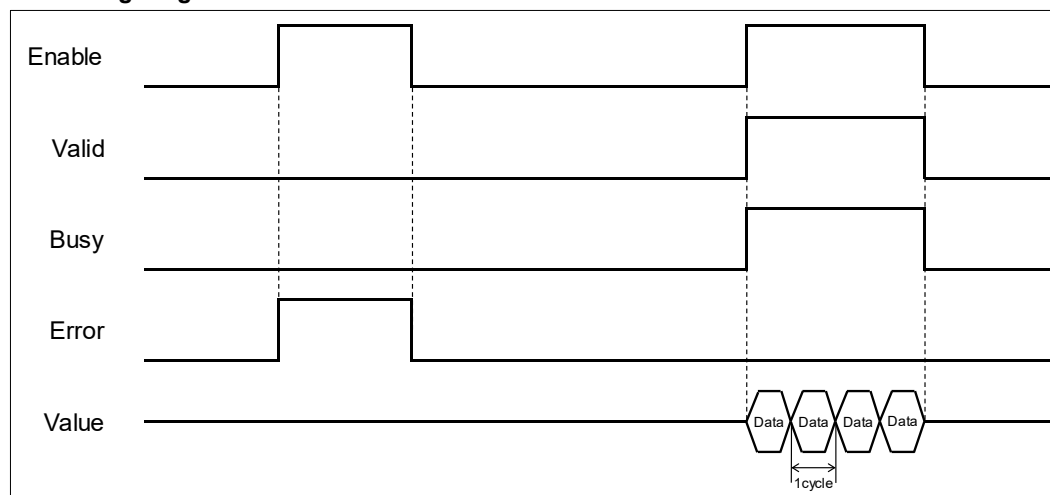 Enable
Valid
Busy
Error
Value
Data Data Data Data
1cycle